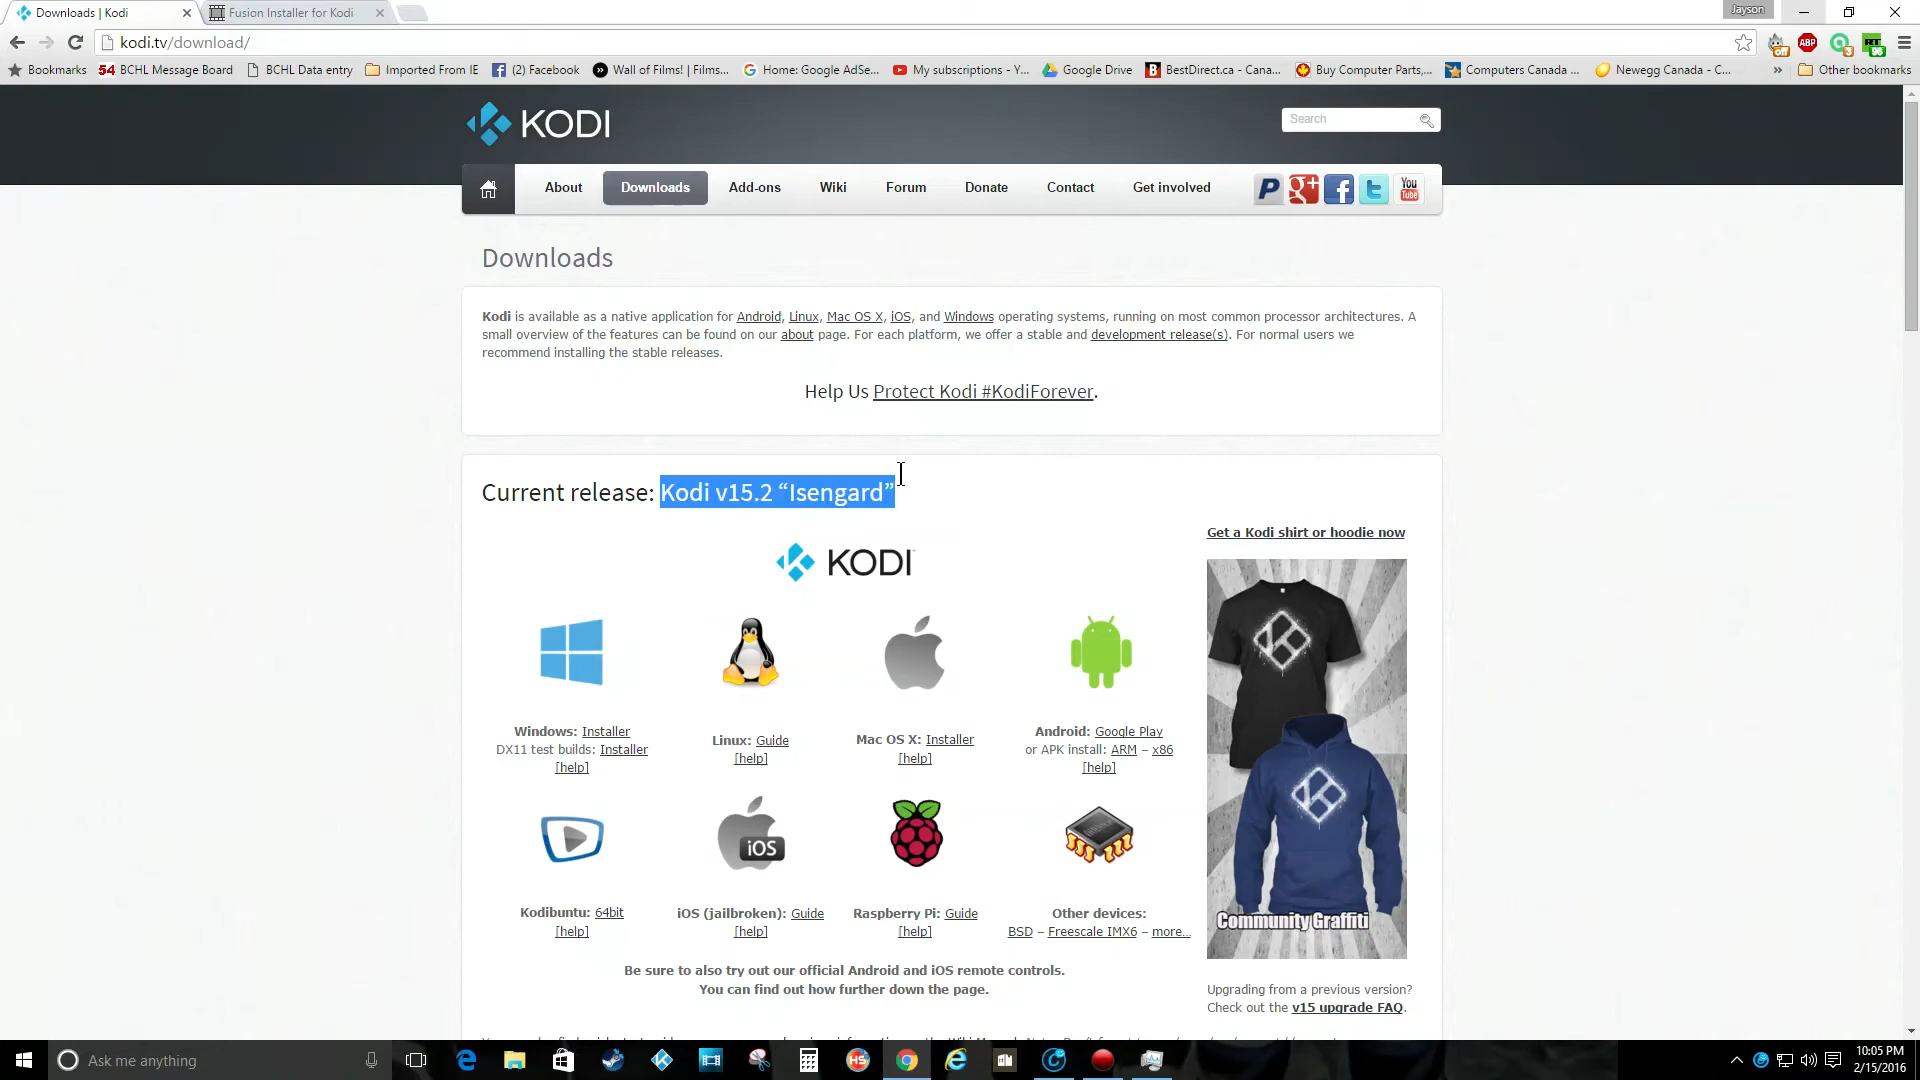 Downloads | Kodi
Fusion Installer for Kodi
Jayson
kodi.tv/download/
ABP
off
3
96
Bookmarks
54 BCHL Message Board
BCHL Data entry
Imported From IE
(2) Facebook
Wall of Films! | Films...
Home: Google AdSe...
My subscriptions - Y...
Google Drive
BestDirect.ca - Cana...
Buy Computer Parts,...
Computers Canada ...
Newegg Canada - C...
»
Other bookmarks
KODI
Search
About
Downloads
Add-ons
Wiki
Forum
Donate
Contact
Get involved
You
Tube
Downloads
Kodi is available as a native application for Android, Linux, Mac OS X, iOS, and Windows operating systems, running on most common processor architectures. A
small overview of the features can be found on our about page. For each platform, we offer a stable and development release(s). For normal users we
recommend installing the stable releases.
Help Us Protect Kodi #KodiForever.
Current release: Kodi v15.2 “Isengard”
Get a Kodi shirt or hoodie now
KODI
Windows: Installer
DX11 test builds: Installer
[help]
Linux: Guide
[help]
Mac OS X: Installer
[help]
Android: Google Play
or APK install: ARM – x86
[help]
iOS
Kodibuntu: 64bit
[help]
iOS (jailbroken): Guide
[help]
Raspberry Pi: Guide
[help]
Other devices:
BSD – Freescale IMX6 – more...
Community Graffiti
Be sure to also try out our official Android and iOS remote controls.
You can find out how further down the page.
Upgrading from a previous version?
Check out the v15 upgrade FAQ.
Ask me anything
HS
10:05 PM
2/15/2016